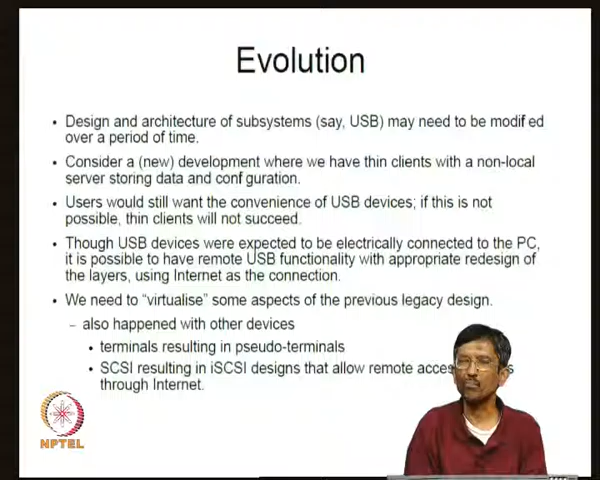 Evolution
• Design and architecture of subsystems (say, USB) may need to be modified
over a period of time.
• Consider a (new) development where we have thin clients with a non-local
server storing data and configuration.
• Users would still want the convenience of USB devices; if this is not
possible, thin clients will not succeed.
• Though USB devices were expected to be electrically connected to the PC,
it is possible to have remote USB functionality with appropriate redesign of
the layers, using Internet as the connection.
• We need to “virtualise” some aspects of the previous legacy design.
– also happened with other devices
• terminals resulting in pseudo-terminals
• SCSI resulting in iSCSI designs that allow remote
through Internet.
NPTEL